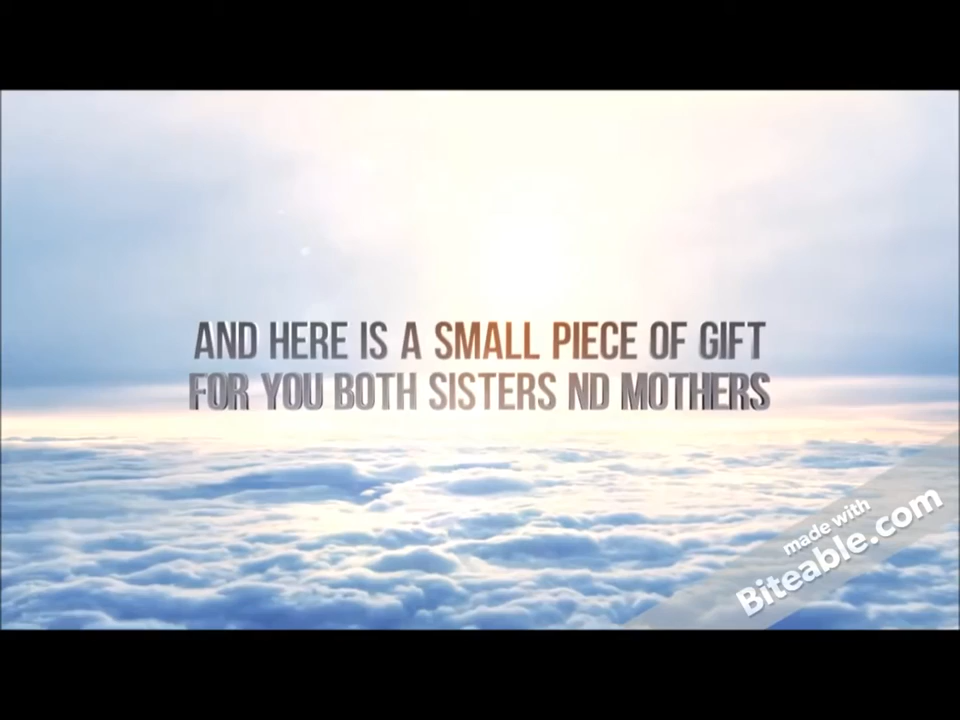 AND HERE IS A SMALL PIECE OF GIFT
FOR YOU BOTH SISTERS ND MOTHERS
made with
Biteable.com